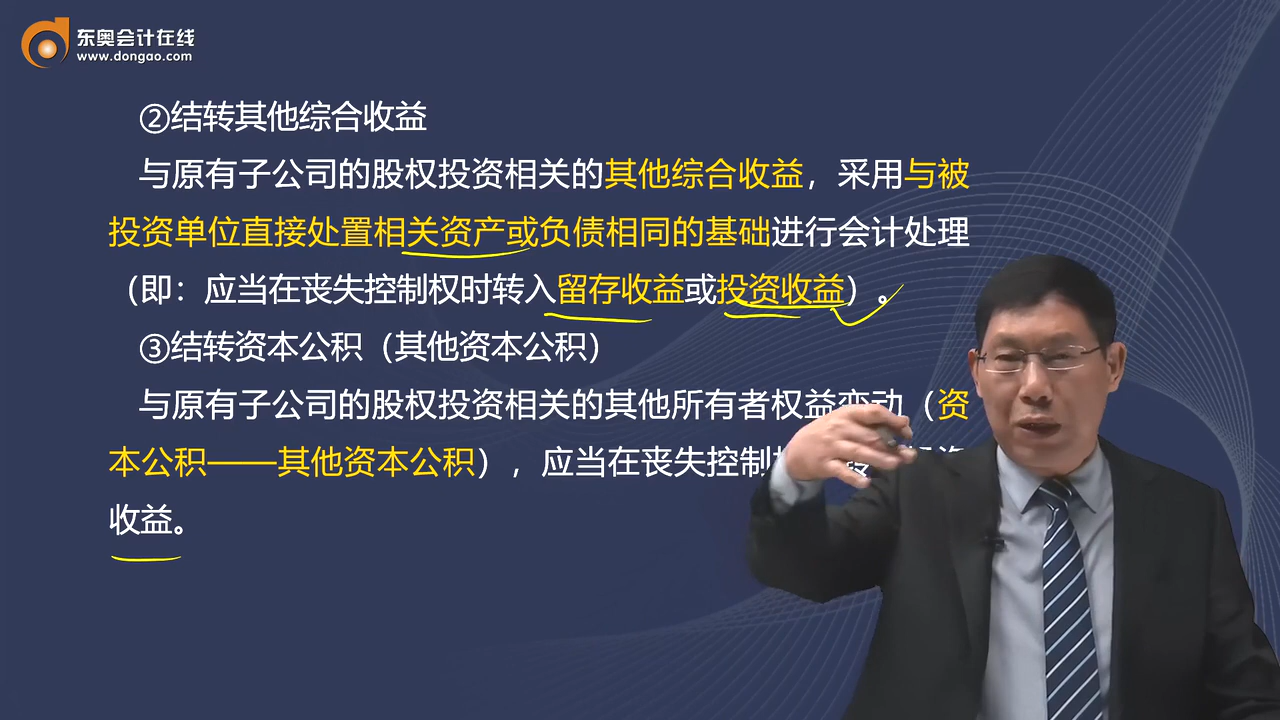 东奥会计在线
www.dongao.com
②结转其他综合收益
与原有子公司的股权投资相关的其他综合收益，采用与被
投资单位直接处置相关资产或负债相同的基础进行会计处理
（即：应当在丧失控制权时转入留存收益或投资收益）。
③结转资本公积（其他资本公积）
与原有子公司的股权投资相关的其他所有者权益变动（资
本公积——其他资本公积），应当在丧失控制
收益。